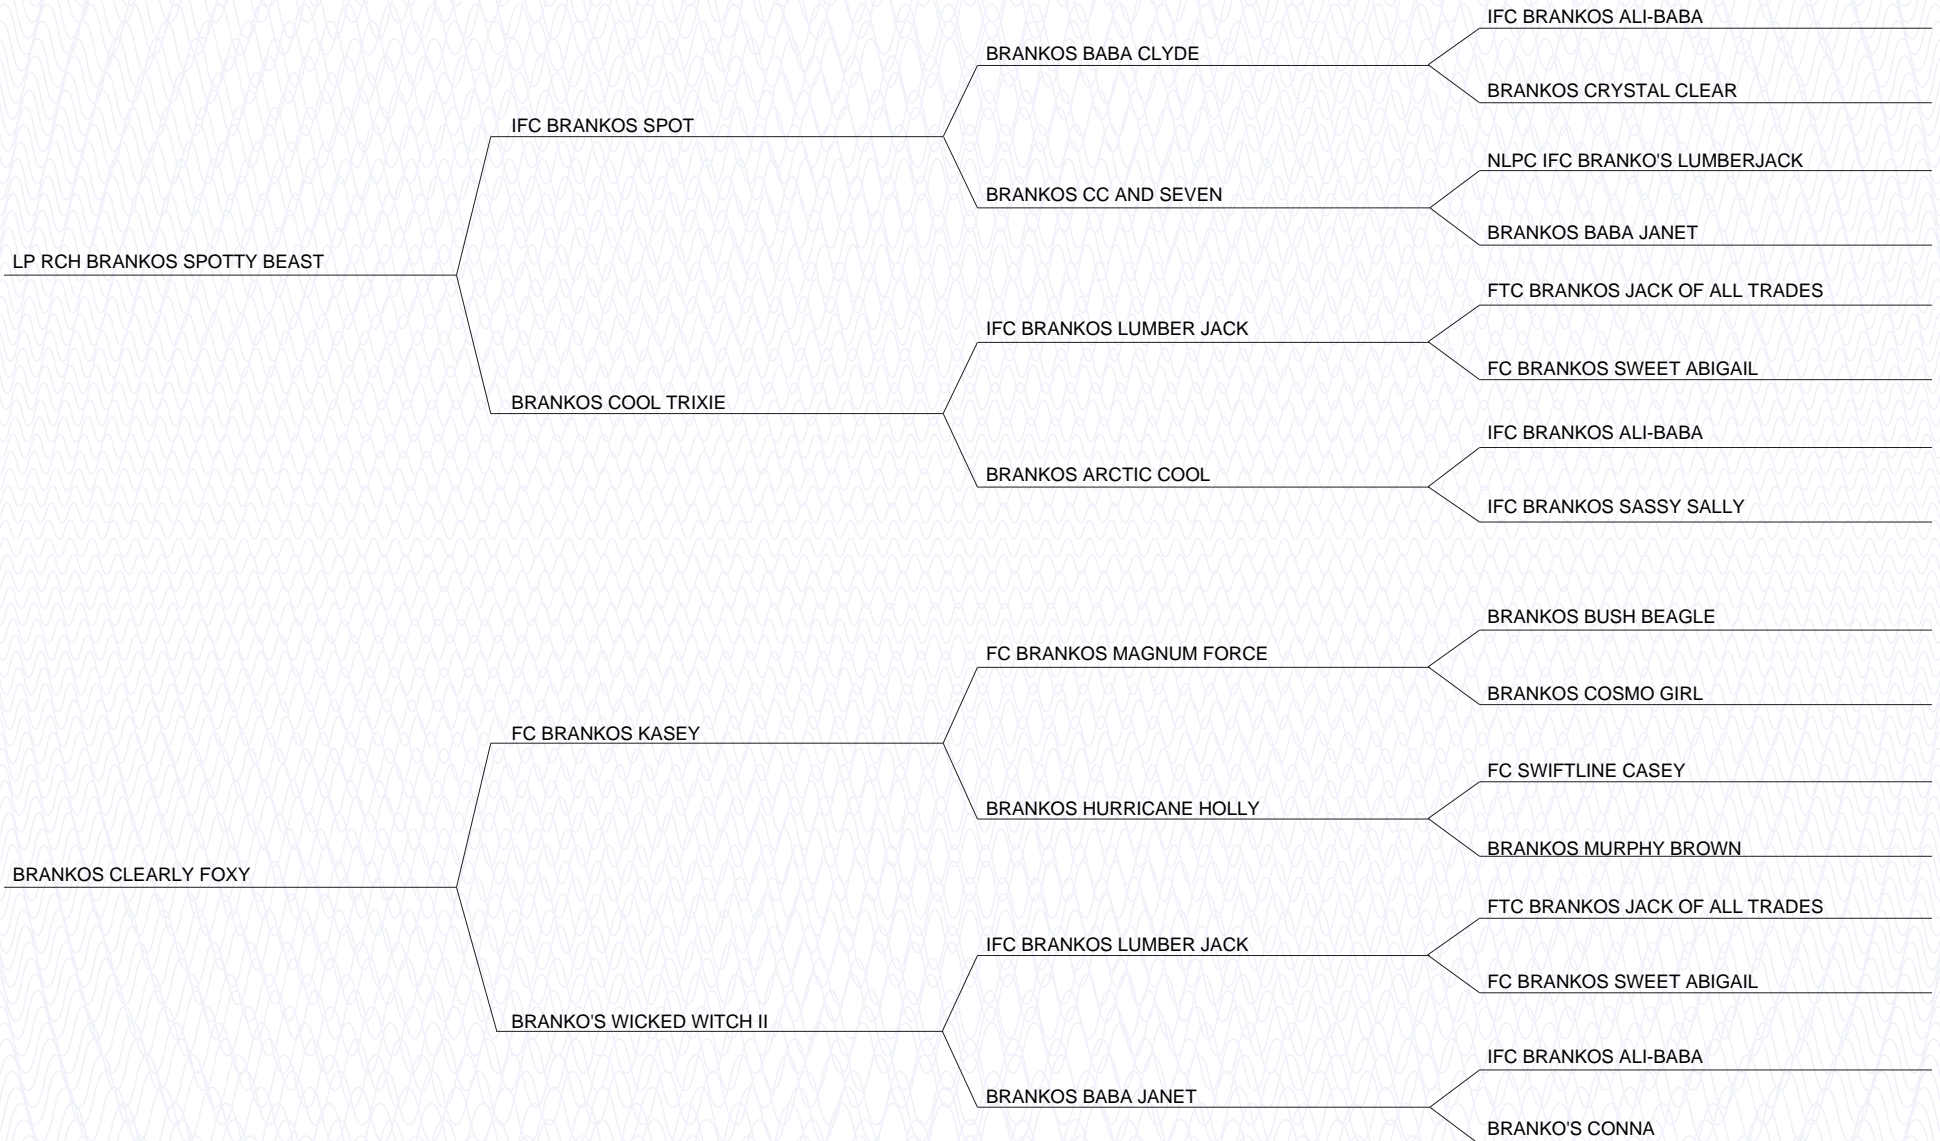 IFC BRANKOS ALI-BABA
BRANKOS BABA CLYDE
BRANKOS CRYSTAL CLEAR
IFC BRANKOS SPOT
NLPC IFC BRANKO'S LUMBERJACK
BRANKOS CC AND SEVEN
BRANKOS BABA JANET
LP RCH BRANKOS SPOTTY BEAST
FTC BRANKOS JACK OF ALL TRADES
IFC BRANKOS LUMBER JACK
FC BRANKOS SWEET ABIGAIL
BRANKOS COOL TRIXIE
IFC BRANKOS ALI-BABA
BRANKOS ARCTIC COOL
IFC BRANKOS SASSY SALLY
BRANKOS BUSH BEAGLE
FC BRANKOS MAGNUM FORCE
BRANKOS COSMO GIRL
FC BRANKOS KASEY
FC SWIFTLINE CASEY
BRANKOS HURRICANE HOLLY
BRANKOS MURPHY BROWN
BRANKOS CLEARLY FOXY
FTC BRANKOS JACK OF ALL TRADES
IFC BRANKOS LUMBER JACK
FC BRANKOS SWEET ABIGAIL
BRANKO'S WICKED WITCH II
IFC BRANKOS ALI-BABA
BRANKOS BABA JANET
BRANKO'S CONNA